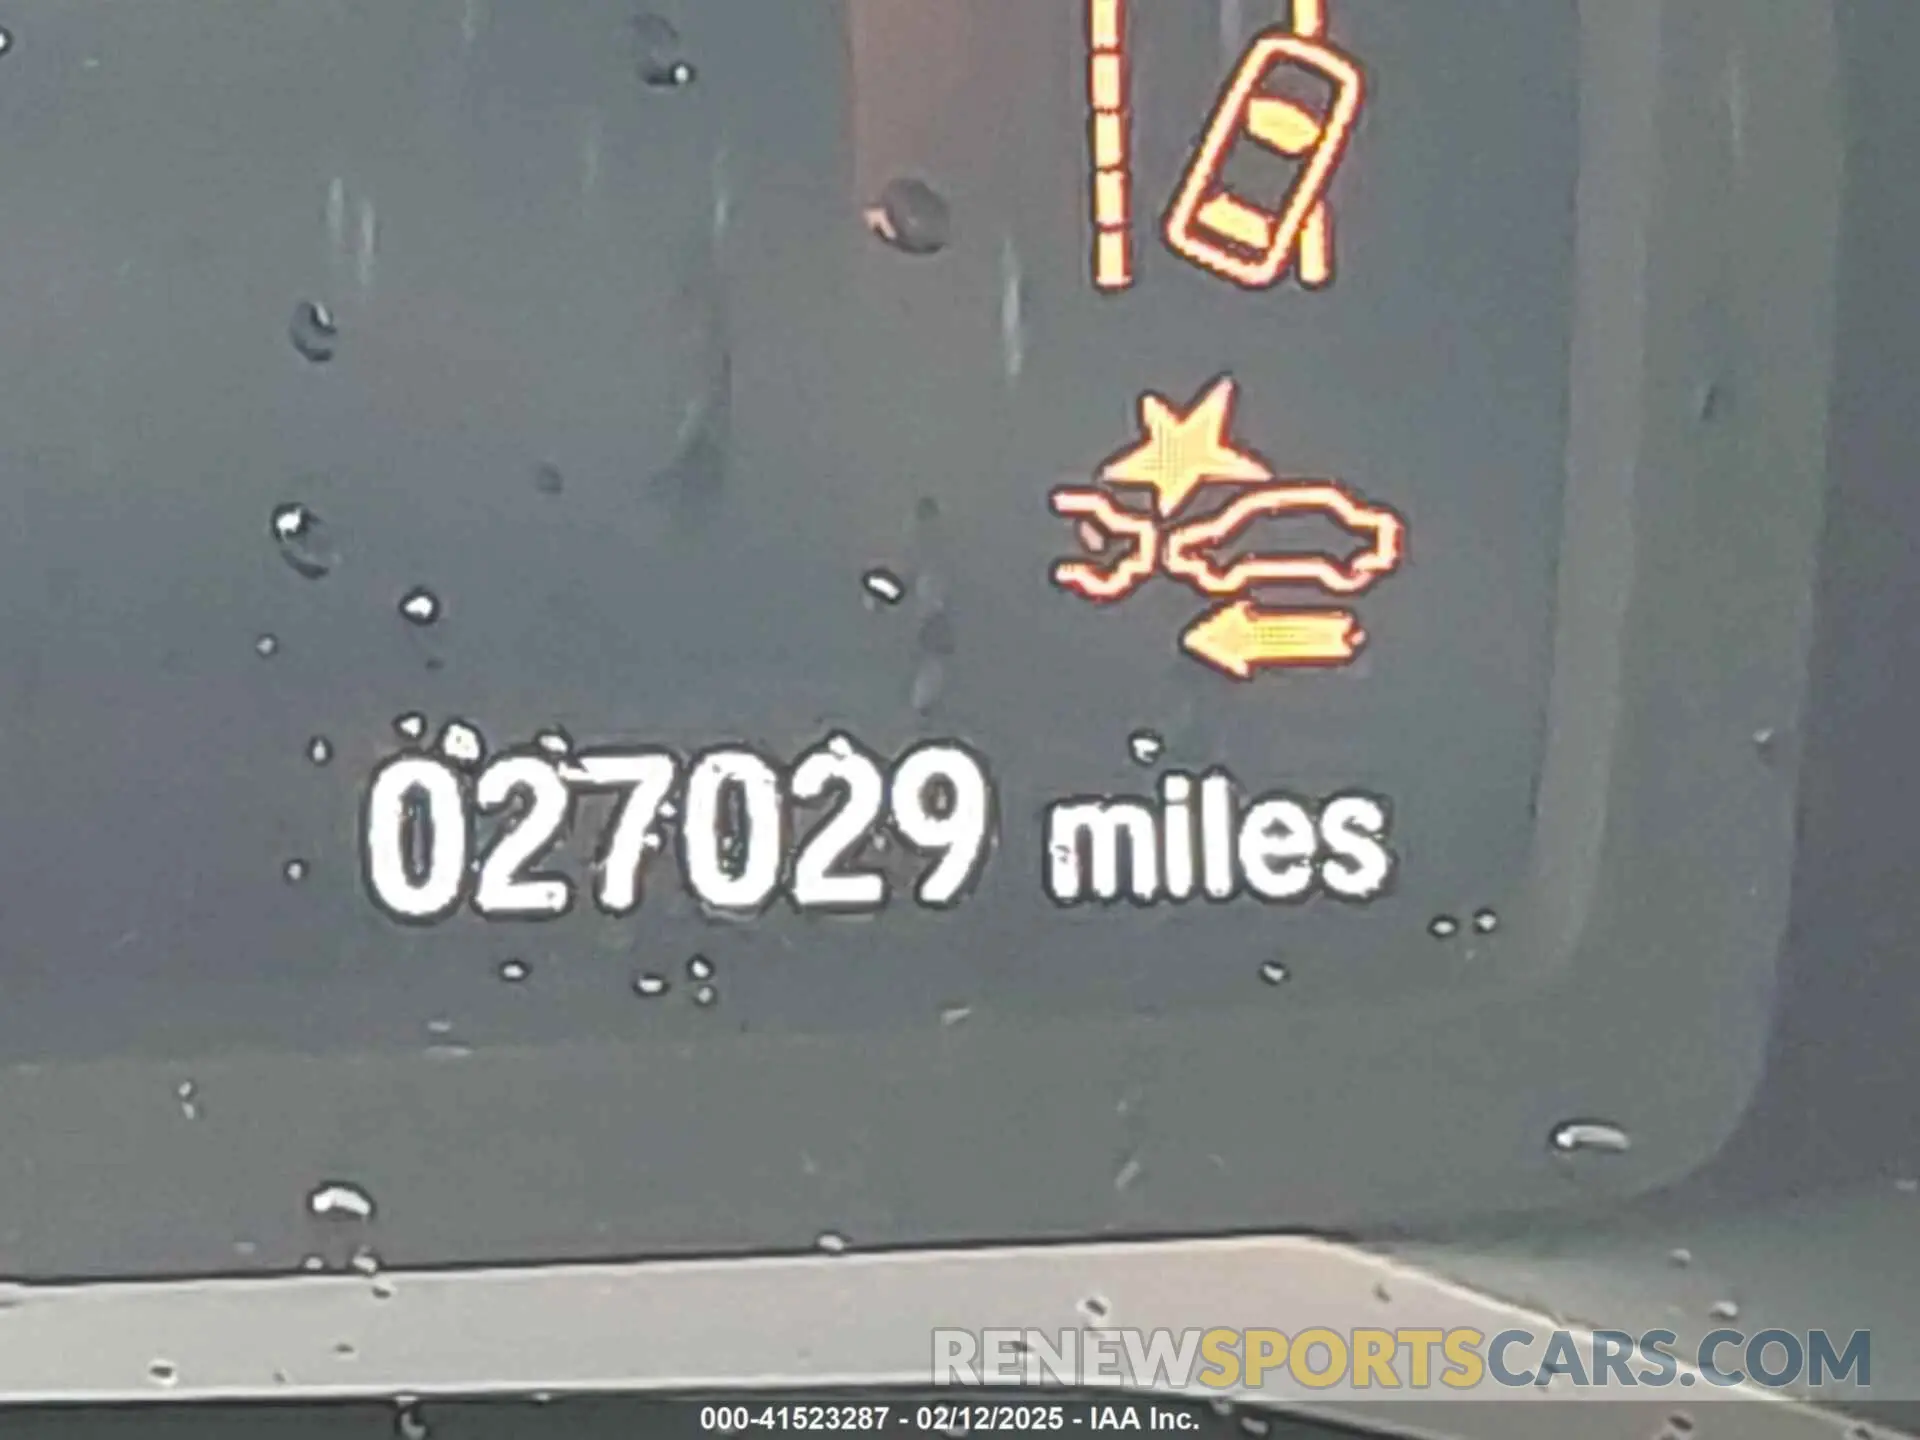 027029 miles
RENEWSPORTSCARS.COM
000-41523287 - 02/12/2025 - IAA Inc.